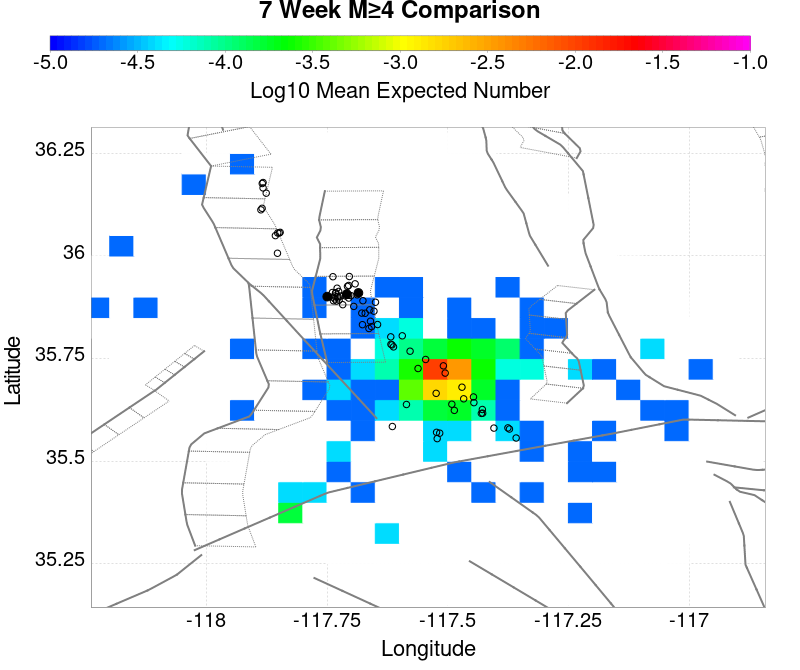 7 Week M≥4 Comparison
-5.0 -4.5 -4.0 -3.5 -3.0 -2.5 -2.0 -1.5 -1.0
Log10 Mean Expected Number
36.25
36
35.75
35.5
35.25
Latitude
-118 -117.75 -117.5 -117.25 -117
Longitude